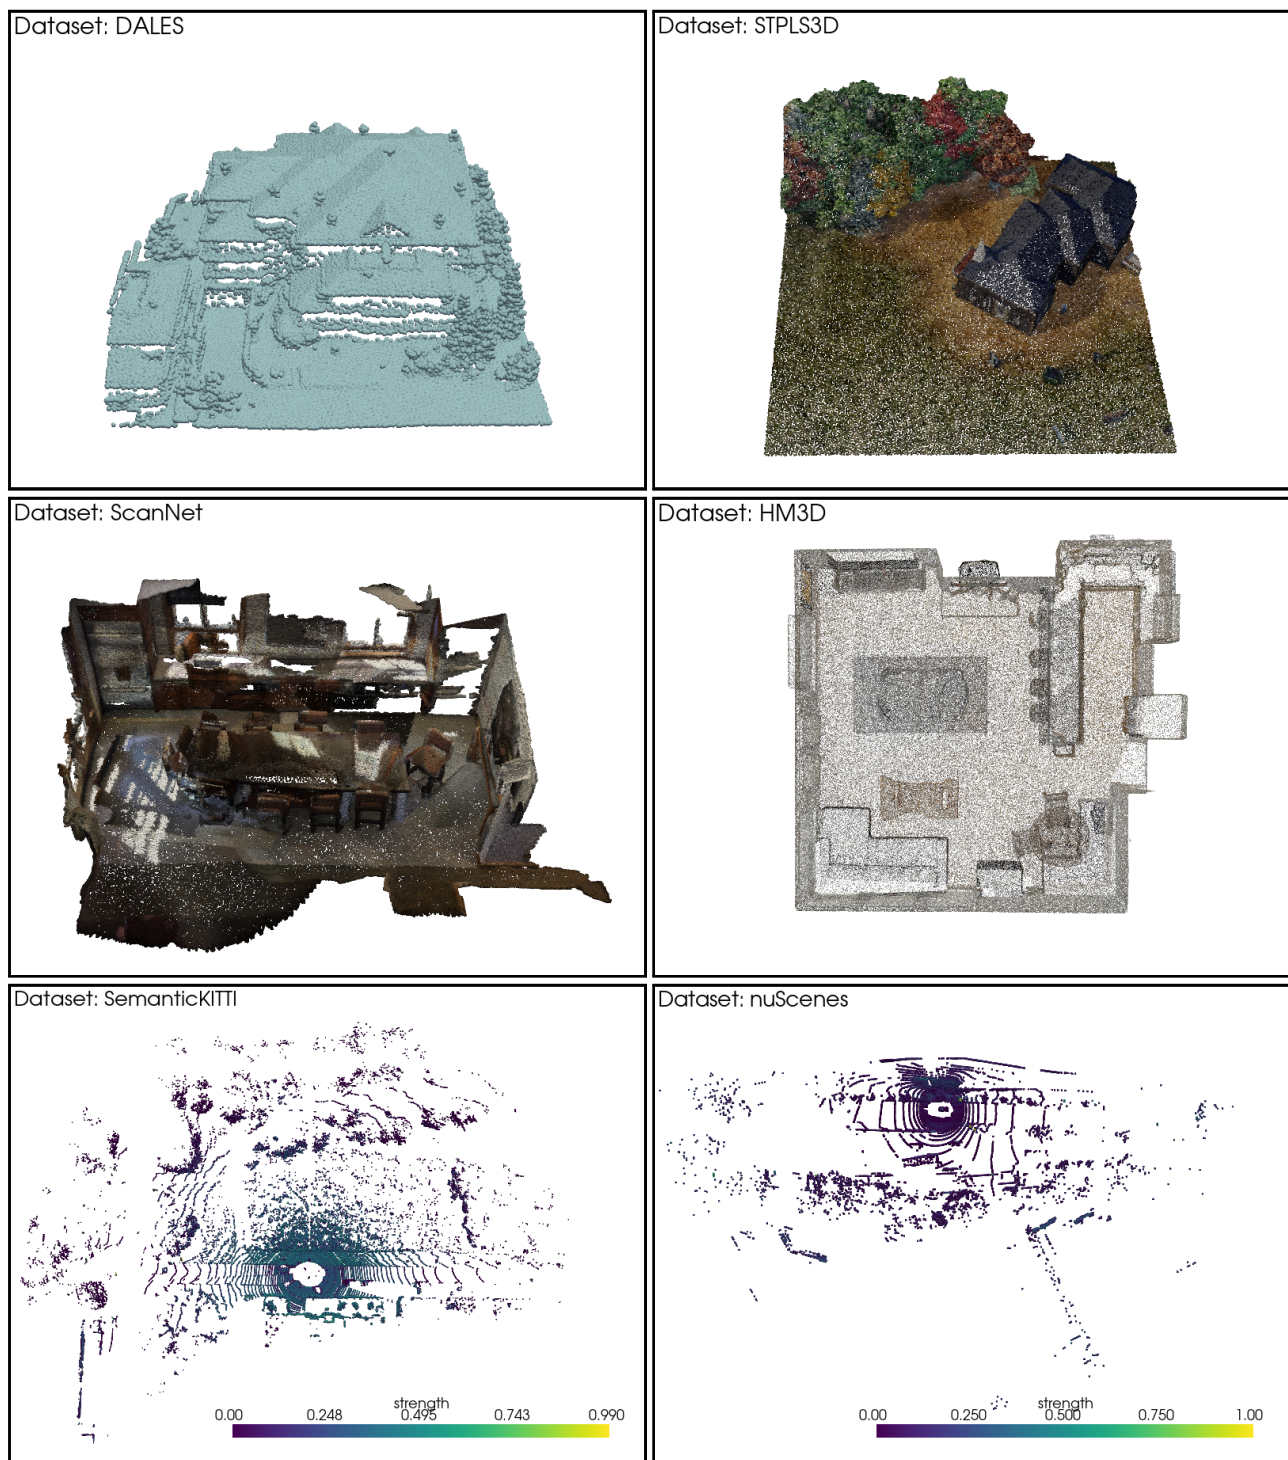 Dataset: DALES
Dataset: STPLS3D
Dataset: ScanNet
Dataset: HM3D
Dataset: SemanticKITTI
Dataset: nuScenes
strength
0.00 0.248 0.495 0.743 0.990
strength
0.00 0.250 0.500 0.750 1.00